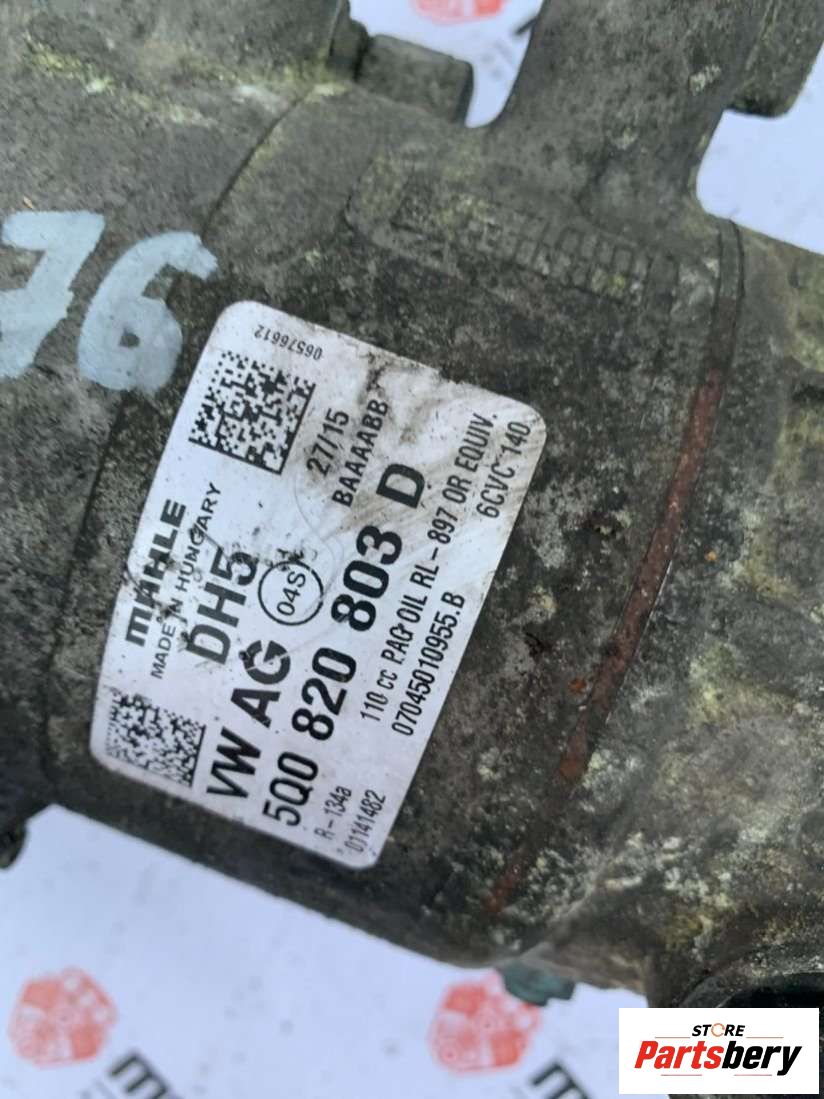 76
06576612
27/15
BAAAABB
MAHLE
MADE IN HUNGARY
DH5
04S
VW AG
5Q0 820 803 D
110 cc PAG OIL RL-897 OR EQUIV.
6CVC 140
07045010955.B
R-134a
01141482
STORE
Partsbery